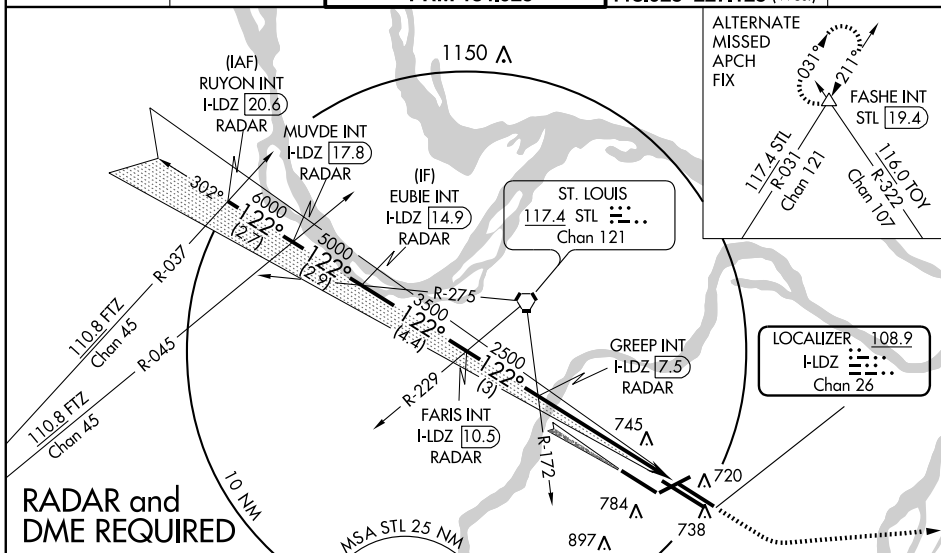 1150
ALTERNATE
MISSED
APCH
FIX
031°
211°
FASHE INT
STL 19.4
117.4 STL
R-031
Chan 121
116.0 TOY
R-322
Chan 107
(IAF)
RUYON INT
I-LDZ 20.6
RADAR
MUVDE INT
I-LDZ 17.8
RADAR
(IF)
EUBIE INT
I-LDZ 14.9
RADAR
ST. LOUIS
117.4 STL
Chan 121
302°
6000
122°
(2.7)
5000
122°
(2.9)
R-275
3500
122°
(4.4)
2500
122°
(3)
R-037
110.8 FTZ
Chan 45
R-045
110.8 FTZ
Chan 45
R-229
GREEP INT
I-LDZ 7.5
RADAR
LOCALIZER 108.9
I-LDZ
Chan 26
FARIS INT
I-LDZ 10.5
RADAR
R-172
745
720
784
738
897
10 NM
MSA STL 25 NM
RADAR and
DME REQUIRED